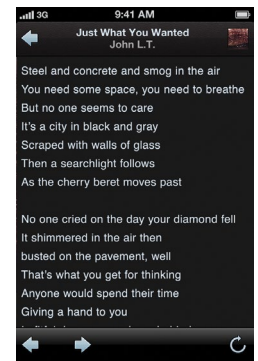 3G
9:41 AM
Just What You Wanted
John L.T.
Steel and concrete and smog in the air
You need some space, you need to breathe
But no one seems to care
It's a city in black and gray
Scraped with walls of glass
Then a searchlight follows
As the cherry beret moves past
No one cried on the day your diamond fell
It shimmered in the air then
busted on the pavement, well
That's what you get for thinking
Anyone would spend their time
Giving a hand to you